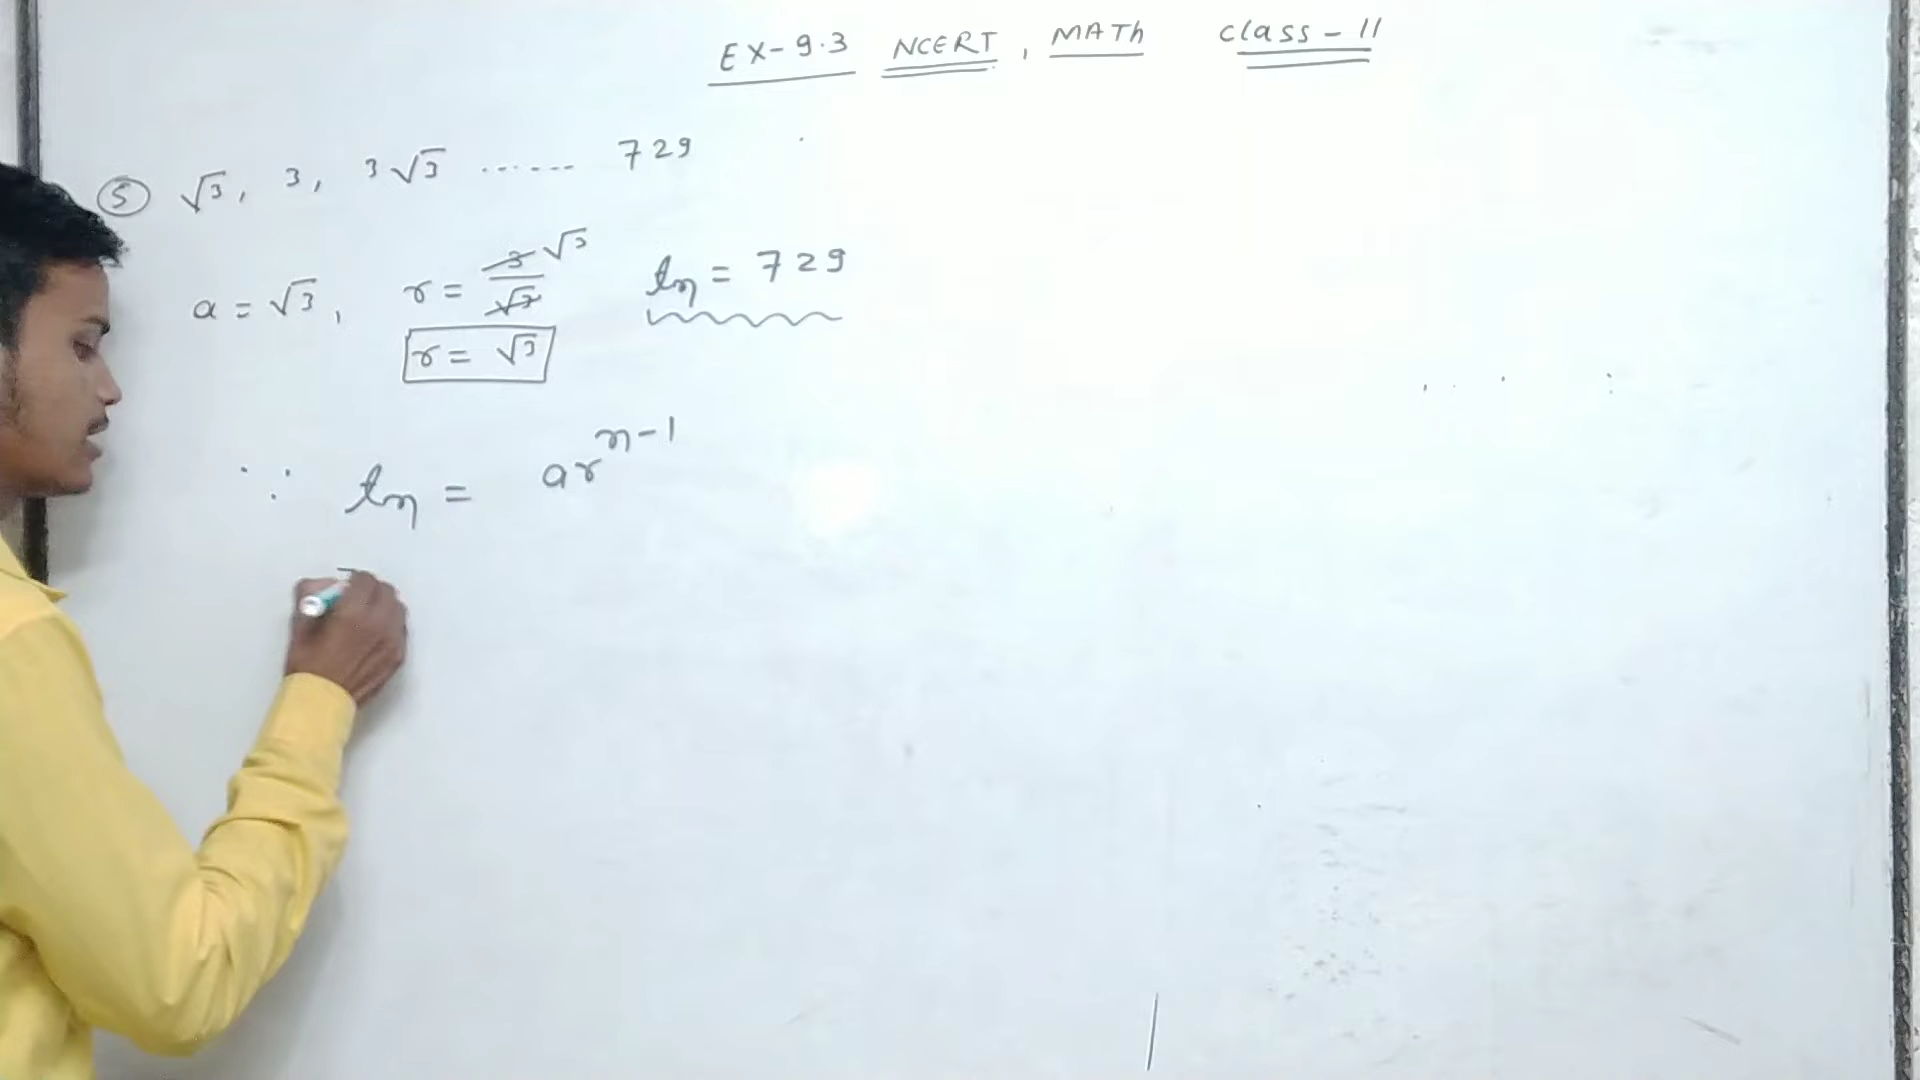 EX-9.3 NCERT, MATh class-11
⑤ √3, 3, 3√3 ....... 729
a = √3, r = 3/√3 √3 tn = 729
r = √3
∵ tn = ar^n-1
7